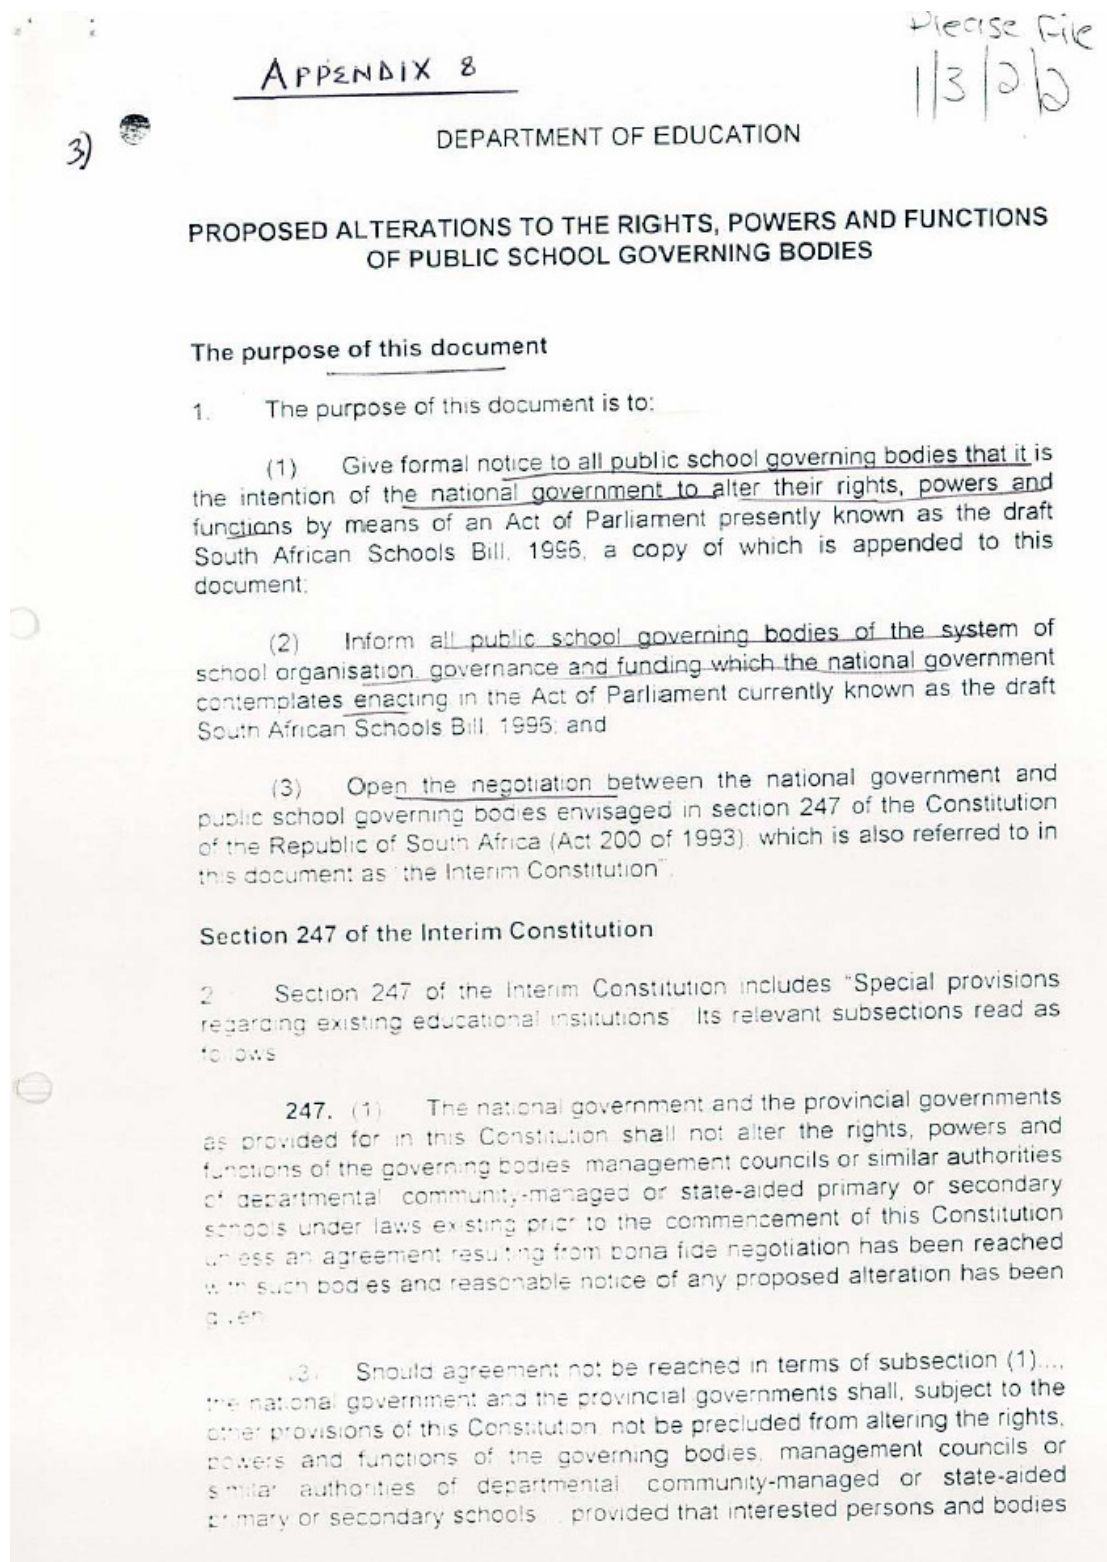 Please File
APPENDIX 8
1/3/2/2
3)
DEPARTMENT OF EDUCATION
PROPOSED ALTERATIONS TO THE RIGHTS, POWERS AND FUNCTIONS
OF PUBLIC SCHOOL GOVERNING BODIES
The purpose of this document
1. The purpose of this document is to:
(1) Give formal notice to all public school governing bodies that it is
the intention of the national government to alter their rights, powers and
functions by means of an Act of Parliament presently known as the draft
South African Schools Bill, 1996, a copy of which is appended to this
document;
(2) Inform all public school governing bodies of the system of
school organisation, governance and funding which the national government
contemplates enacting in the Act of Parliament currently known as the draft
South African Schools Bill, 1996; and
(3) Open the negotiation between the national government and
public school governing bodies envisaged in section 247 of the Constitution
of the Republic of South Africa (Act 200 of 1993), which is also referred to in
this document as "the Interim Constitution".
Section 247 of the Interim Constitution
2 Section 247 of the Interim Constitution includes "Special provisions
regarding existing educational institutions" Its relevant subsections read as
follows
247. (1) The national government and the provincial governments
as provided for in this Constitution shall not alter the rights, powers and
functions of the governing bodies management councils or similar authorities
of departmental community-managed or state-aided primary or secondary
schools under laws existing prior to the commencement of this Constitution
unless an agreement resulting from bona fide negotiation has been reached
with such bodies and reasonable notice of any proposed alteration has been
given
(3) Should agreement not be reached in terms of subsection (1)...,
the national government and the provincial governments shall, subject to the
other provisions of this Constitution, not be precluded from altering the rights,
powers and functions of the governing bodies, management councils or
similar authorities of departmental community-managed or state-aided
primary or secondary schools , provided that interested persons and bodies